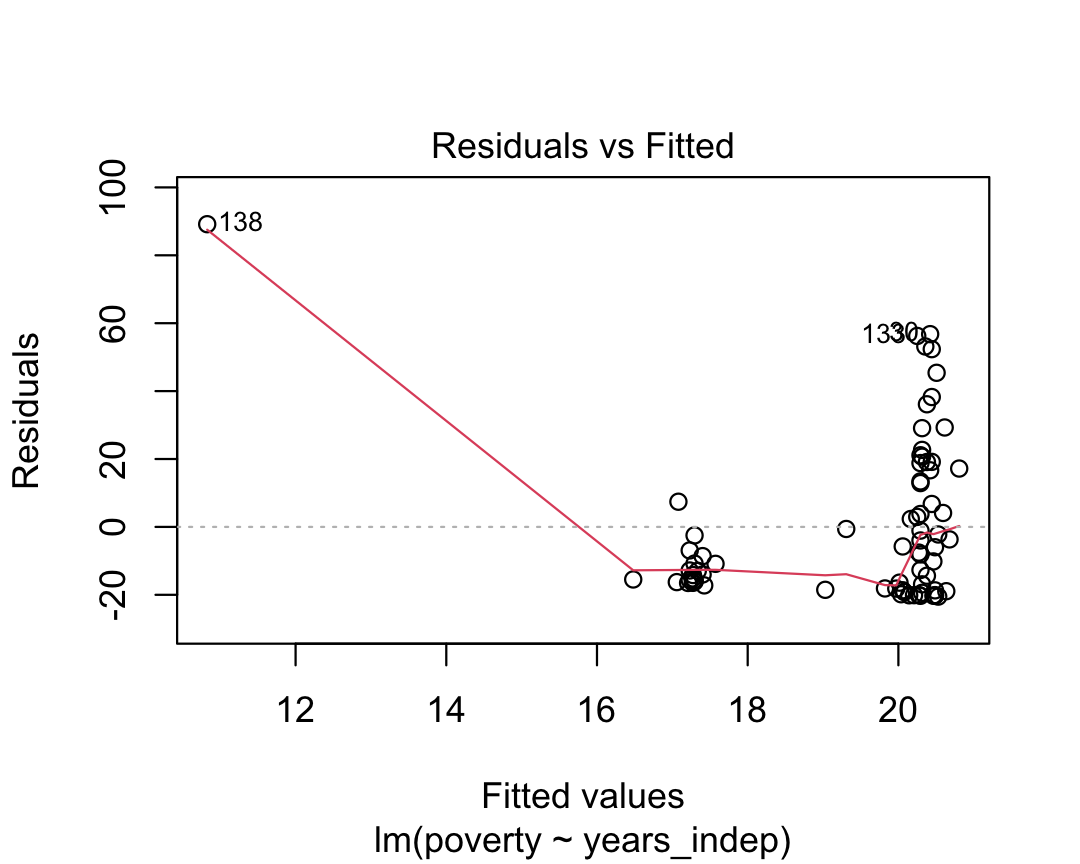 Residuals vs Fitted
Residuals
100
60
20
0
-20
138
12
14
16
18
20
Fitted values
lm(poverty ~ years_indep)